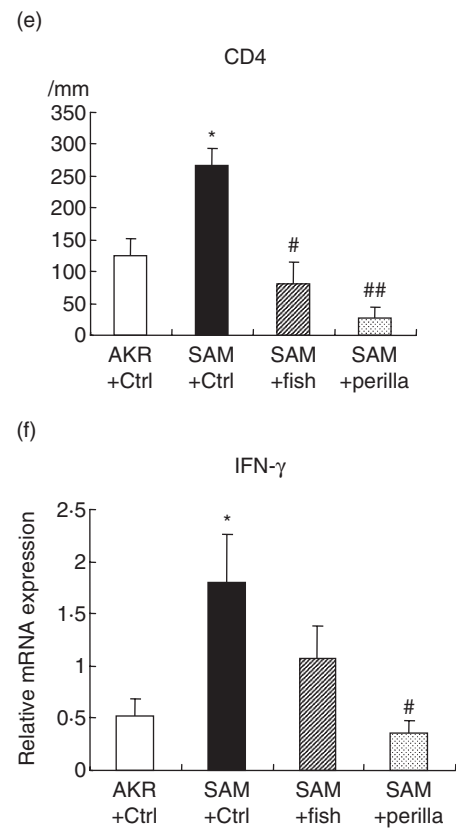 (e)
CD4
/mm
350
300
250
200
150
100
50
0
*
#
##
AKR SAM SAM SAM
+Ctrl +Ctrl +fish +perilla
(f)
IFN-γ
Relative mRNA expression
2·5
2
1·5
1
0·5
0
*
#
AKR SAM SAM SAM
+Ctrl +Ctrl +fish +perilla